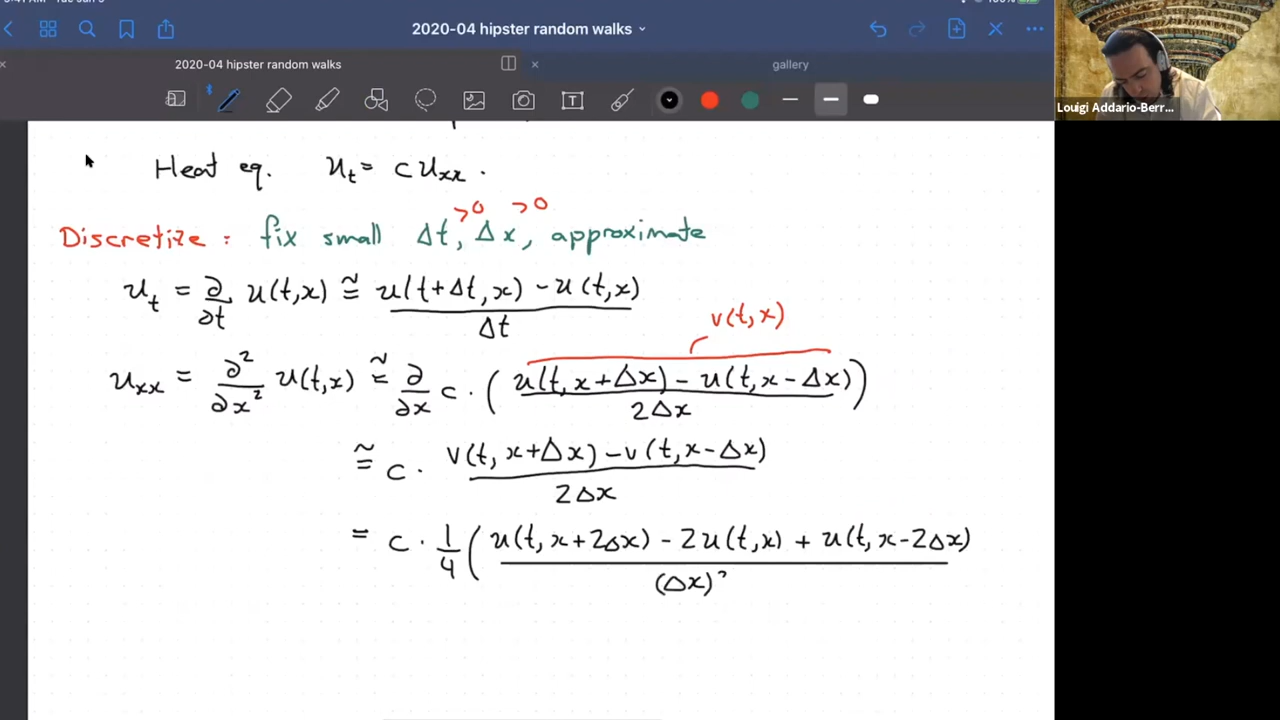 2020-04 hipster random walks
2020-04 hipster random walks
gallery
Louigi Addario-Berr...
Heat eq. u_t = c u_xx.
Discretize : fix small Δt, Δx, approximate
>0 >0
u_t = ∂/∂t u(t,x) ≅ (u(t+Δt,x) - u(t,x))/Δt
v(t,x)
u_xx = ∂²/∂x² u(t,x) ≅ ∂/∂x c · ((u(t,x+Δx) - u(t,x-Δx))/2Δx)
≅ c · (v(t,x+Δx) - v(t,x-Δx))/2Δx
= c · 1/4 ((u(t,x+2Δx) - 2u(t,x) + u(t,x-2Δx))/(Δx)²